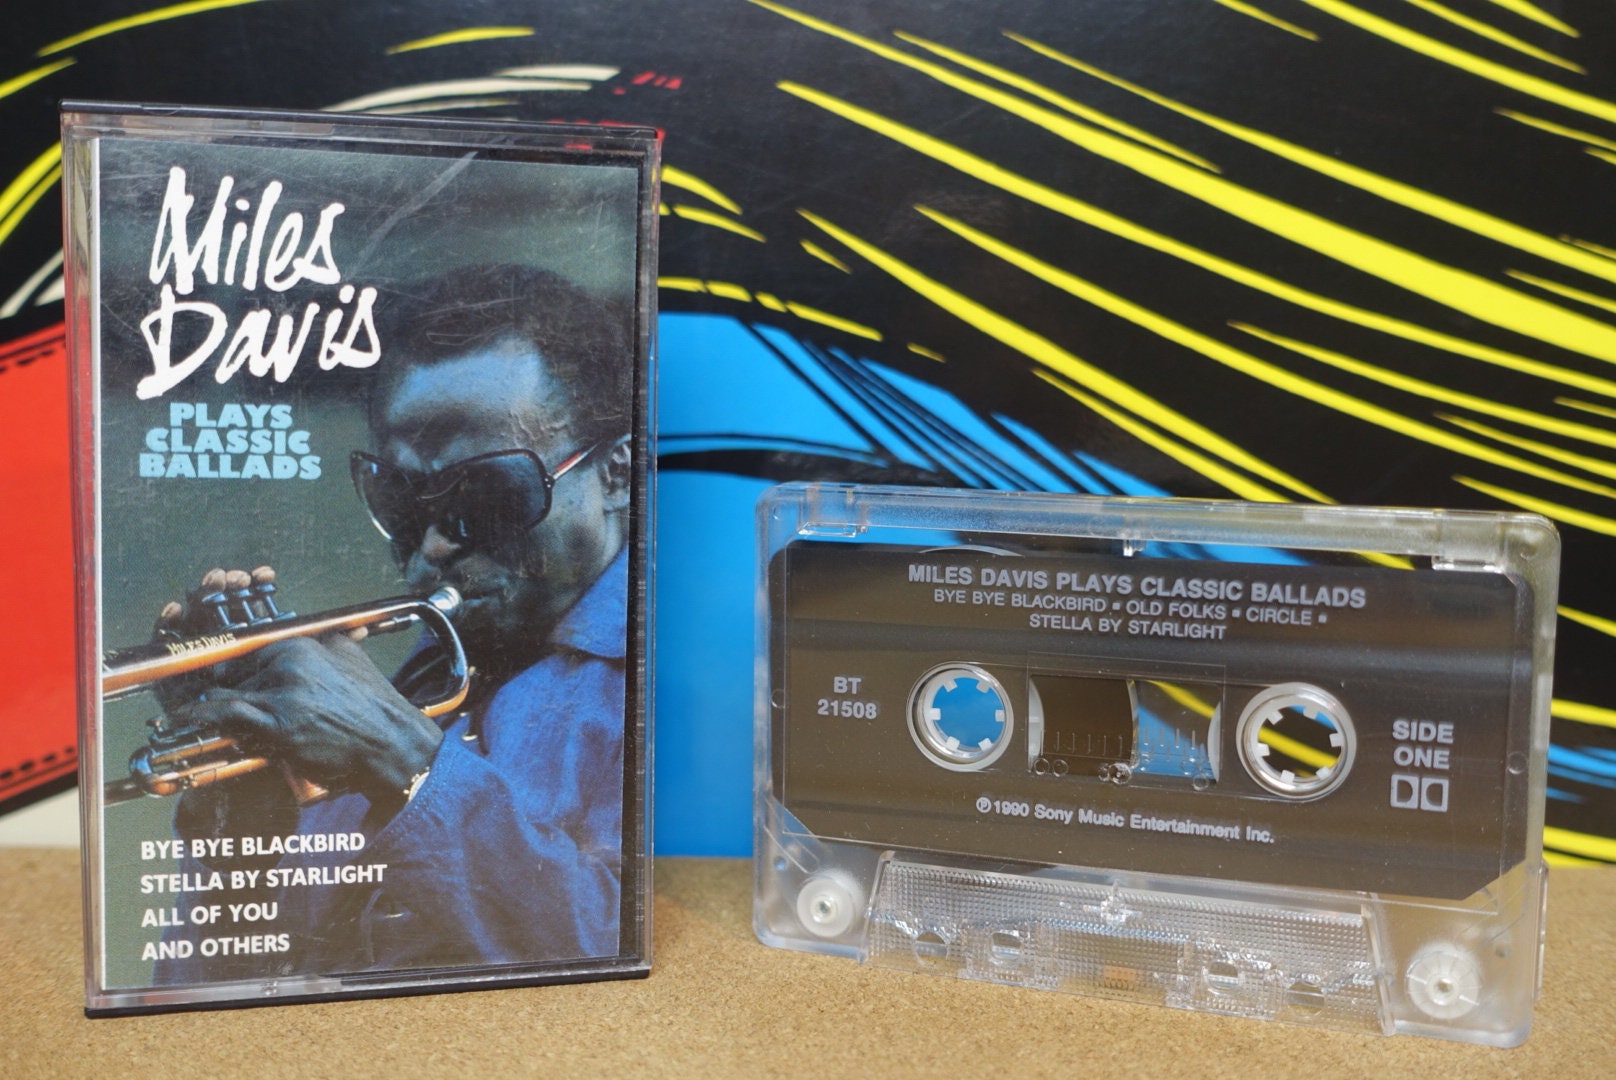 Miles
Davis
PLAYS
CLASSIC
BALLADS
MILES DAVIS
BYE BYE BLACKBIRD
STELLA BY STARLIGHT
ALL OF YOU
AND OTHERS
MILES DAVIS PLAYS CLASSIC BALLADS
BYE BYE BLACKBIRD ▪ OLD FOLKS ▪ CIRCLE ▪
STELLA BY STARLIGHT
BT
21508
SIDE
ONE
℗ 1990 Sony Music Entertainment Inc.